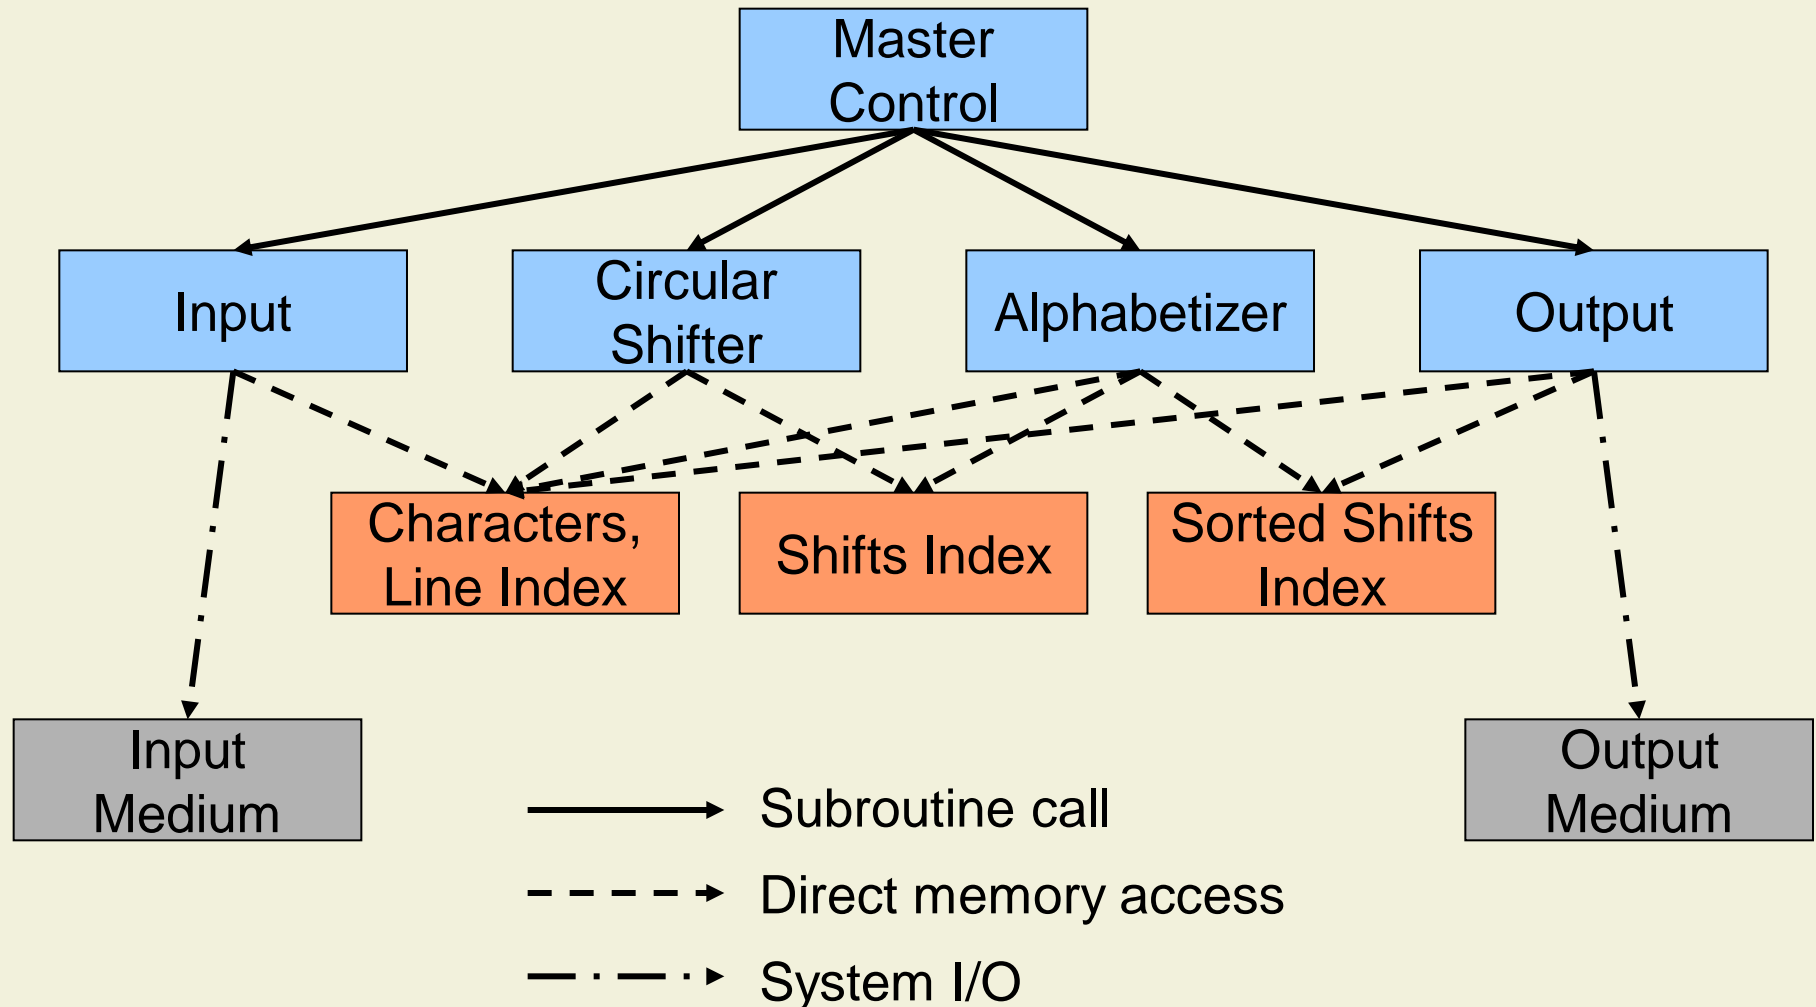 Master
Control
Input
Circular
Shifter
Alphabetizer
Output
Characters,
Line Index
Shifts Index
Sorted Shifts
Index
Input
Medium
Output
Medium
Subroutine call
Direct memory access
System I/O